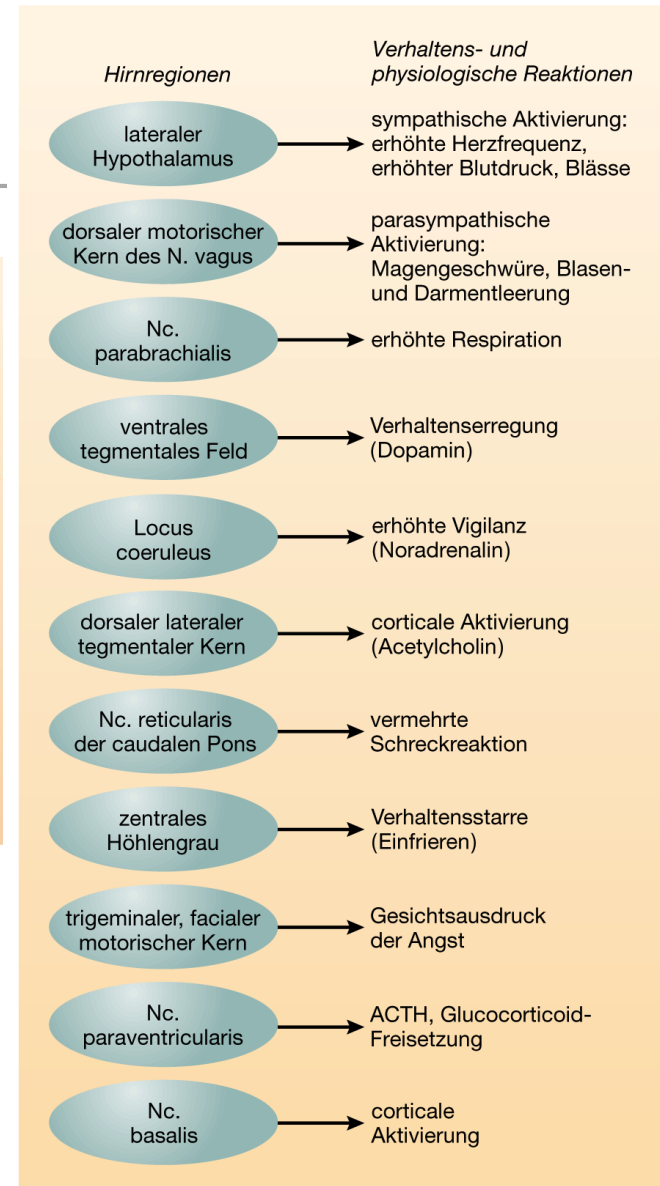 Hirnregionen
Verhaltens- und
physiologische Reaktionen
lateraler
Hypothalamus
sympathische Aktivierung:
erhöhte Herzfrequenz,
erhöhter Blutdruck, Blässe
dorsaler motorischer
Kern des N. vagus
parasympathische
Aktivierung:
Magengeschwüre, Blasen-
und Darmentleerung
Nc.
parabrachialis
erhöhte Respiration
ventrales
tegmentales Feld
Verhaltenserregung
(Dopamin)
Locus
coeruleus
erhöhte Vigilanz
(Noradrenalin)
dorsaler lateraler
tegmentaler Kern
corticale Aktivierung
(Acetylcholin)
Nc. reticularis
der caudalen Pons
vermehrte
Schreckreaktion
zentrales
Höhlengrau
Verhaltensstarre
(Einfrieren)
trigeminaler, facialer
motorischer Kern
Gesichtsausdruck
der Angst
Nc.
paraventricularis
ACTH, Glucocorticoid-
Freisetzung
Nc.
basalis
corticale
Aktivierung